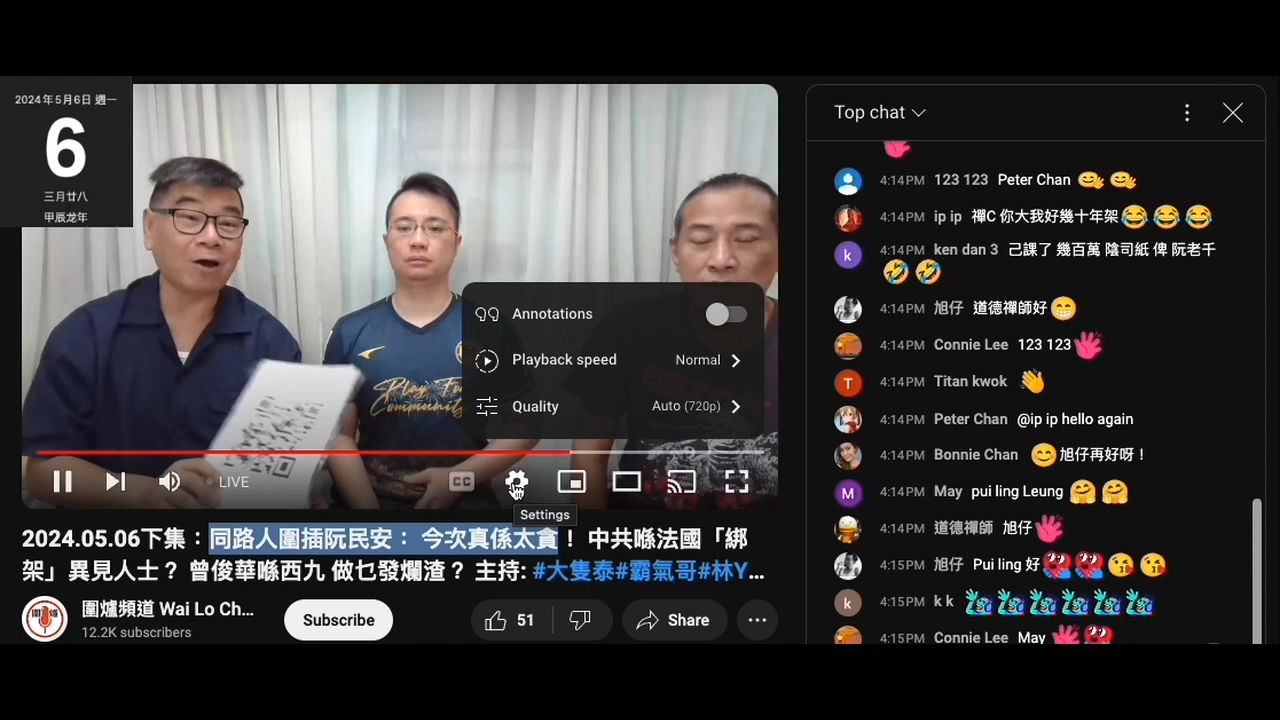 2024年5月6日 週一
6
三月廿八
甲辰龙年
Play For
Community
Annotations
Playback speed Normal
Quality Auto (720p)
LIVE
CC
Settings
2024.05.06下集：同路人圍插阮民安： 今次真係太貪！ 中共喺法國「綁
架」異見人士？ 曾俊華喺西九 做乜發爛渣？ 主持: #大隻泰#霸氣哥#林Y...
圍爐頻道 Wai Lo Ch...
12.2K subscribers
Subscribe
51
Share
Top chat
4:14PM 123 123 Peter Chan
4:14PM ip ip 禪C 你大我好幾十年架
4:14PM ken dan 3 己課了 幾百萬 陰司紙 俾 阮老千
4:14PM 旭仔 道德禪師好
4:14PM Connie Lee 123 123
4:14PM Titan kwok
4:14PM Peter Chan @ip ip hello again
4:14PM Bonnie Chan 旭仔再好呀！
4:14PM May pui ling Leung
4:14PM 道德禪師 旭仔
4:15PM 旭仔 Pui ling 好
4:15PM k k
4:15PM Connie Lee May